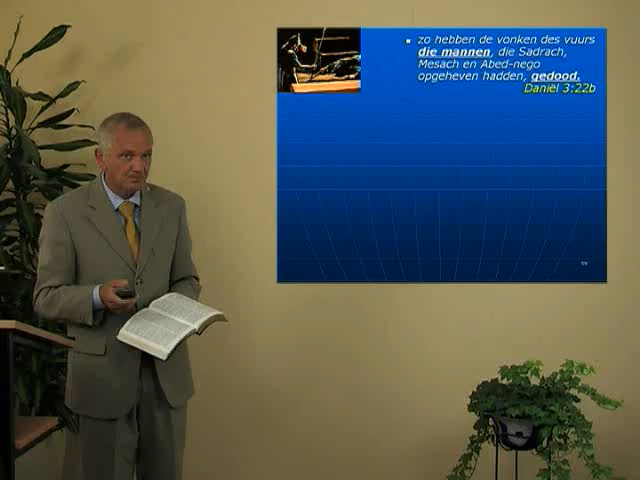 zo hebben de vonken des vuurs
die mannen, die Sadrach,
Mesach en Abed-nego
opgeheven hadden, gedood.
Daniël 3:22b